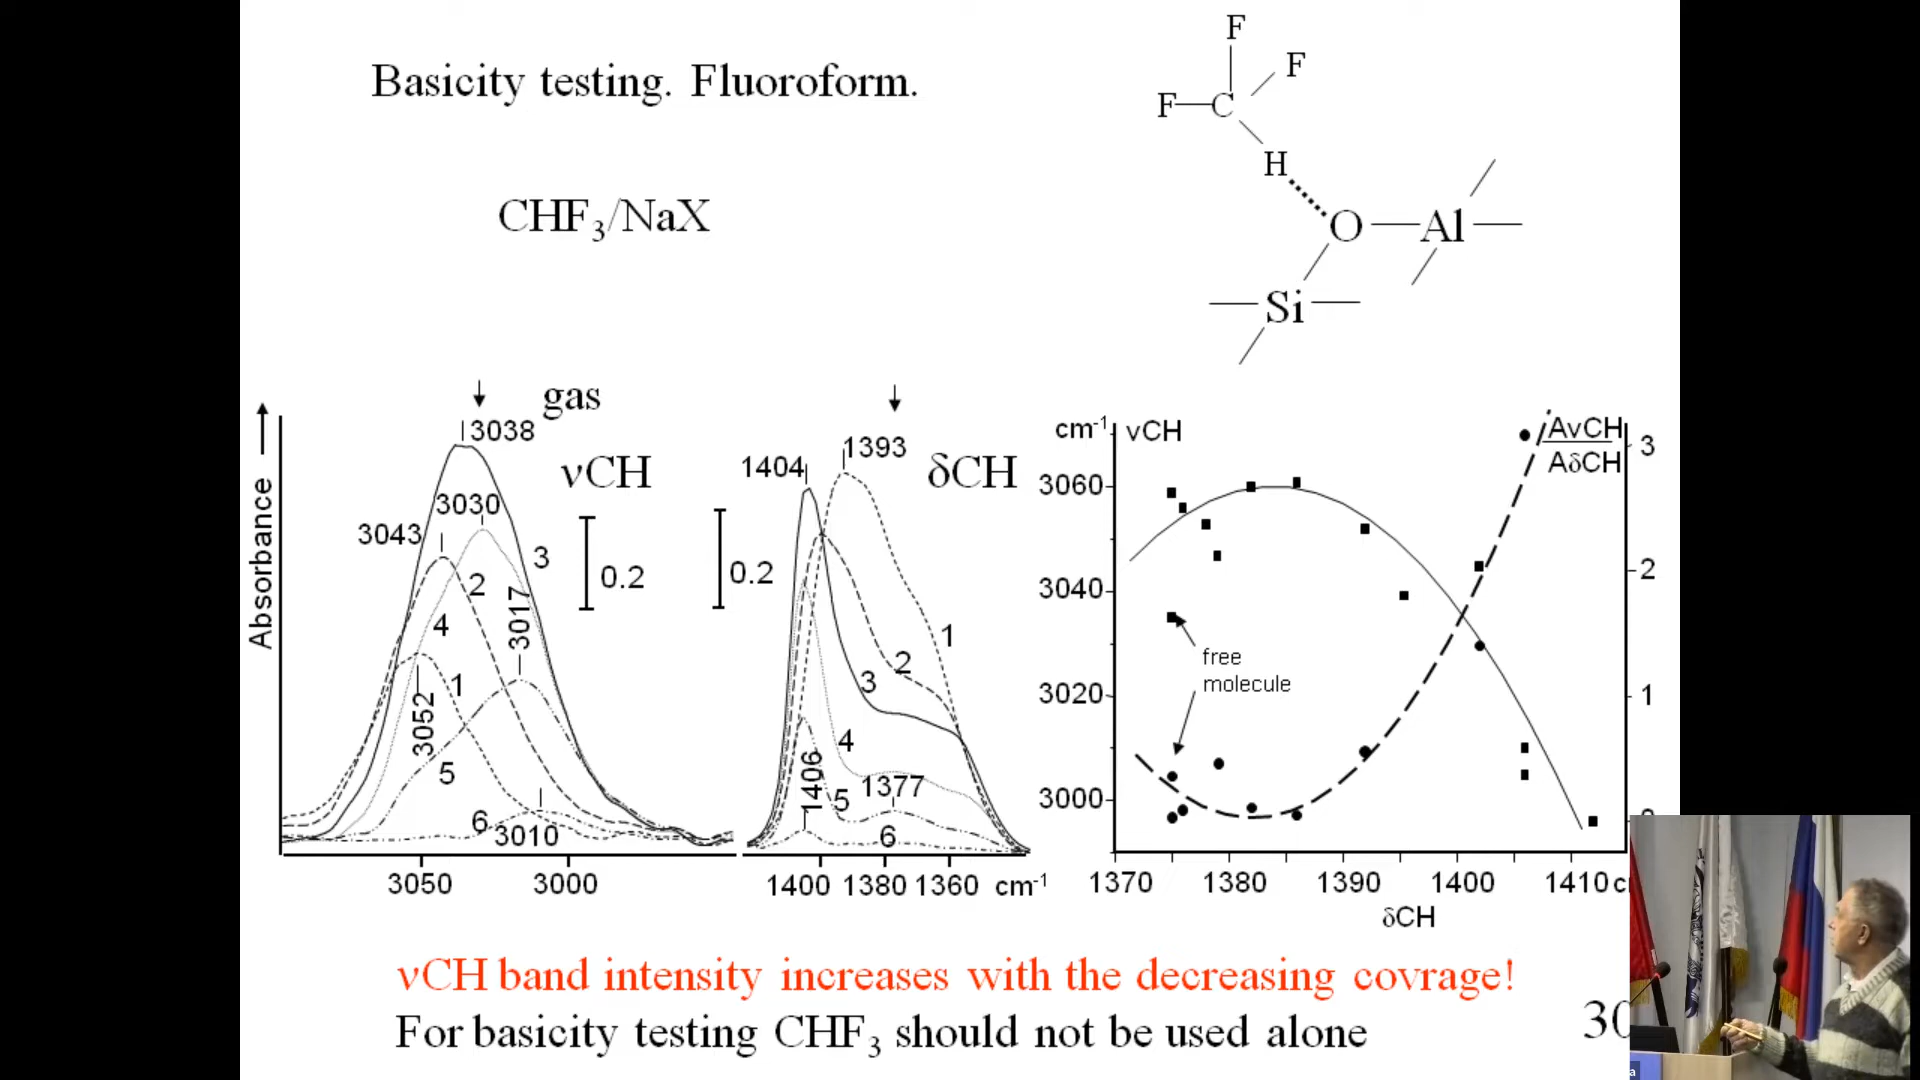 Basicity testing. Fluoroform.
CHF₃/NaX
F
F
F—C
H
O—Al
Si
Absorbance
gas
3038
νCH
3030
3043
3
2
3017
4
1
3052
5
6
3010
0.2
3050
3000
1404
1393
δCH
0.2
1
2
3
4
1406
5
1377
6
1400 1380 1360 cm⁻¹
cm⁻¹ νCH
AνCH
AδCH
3060
3040
3020
3000
3
2
1
free
molecule
1370 1380 1390 1400 1410
δCH
νCH band intensity increases with the decreasing covrage!
For basicity testing CHF₃ should not be used alone
30